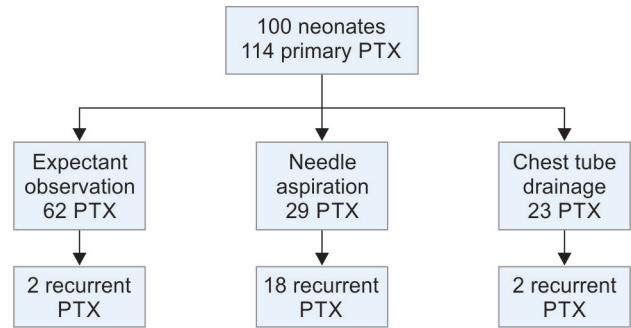 100 neonates
114 primary PTX
Expectant
observation
62 PTX
Needle
aspiration
29 PTX
Chest tube
drainage
23 PTX
2 recurrent
PTX
18 recurrent
PTX
2 recurrent
PTX